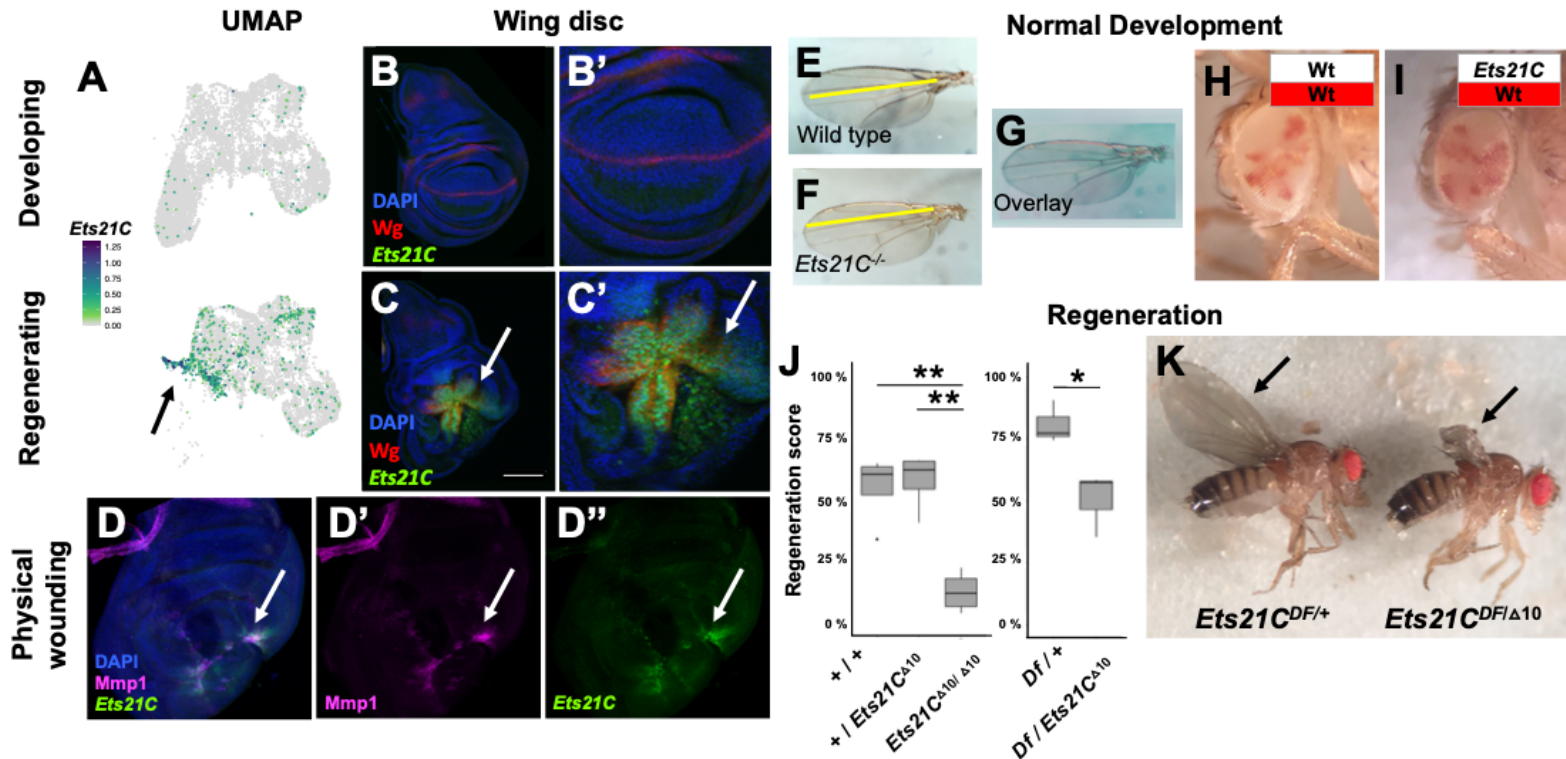 UMAP
Wing disc
Normal Development
Developing
A
Ets21C
1.25
1.00
0.75
0.50
0.25
0.00
B
DAPI
Wg
Ets21C
B'
E
Wild type
F
Ets21C-/-
G
Overlay
H
Wt
Wt
I
Ets21C
Wt
Regenerating
C
DAPI
Wg
Ets21C
C'
Regeneration
J
Regeneration score
100 %
75 %
50 %
25 %
0 %
**
**
+ / +
+ / Ets21CΔ10
Ets21CΔ10/ Δ10
100 %
75 %
50 %
25 %
0 %
*
Df / +
Df / Ets21CΔ10
K
Ets21CDF/+
Ets21CDF/Δ10
Physical
wounding
D
DAPI
Mmp1
Ets21C
D'
Mmp1
D''
Ets21C